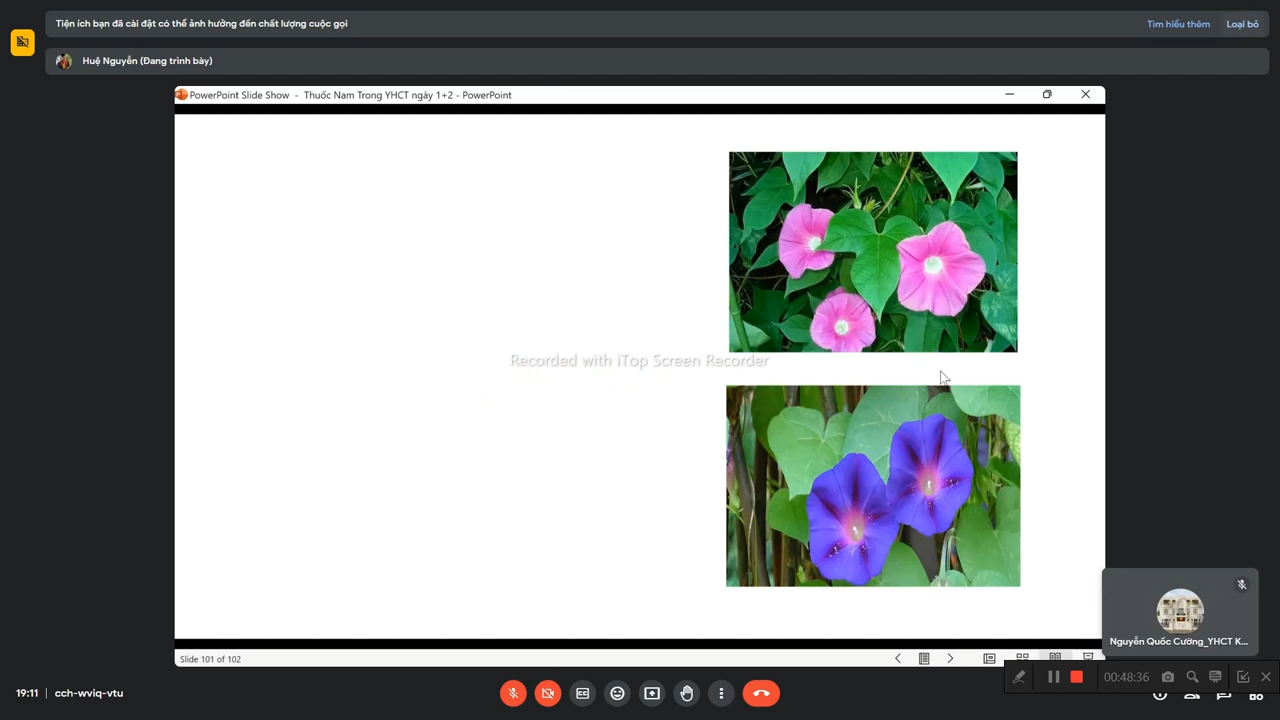 Tiện ích bạn đã cài đặt có thể ảnh hưởng đến chất lượng cuộc gọi
Tìm hiểu thêm
Loại bỏ
Huệ Nguyễn (Đang trình bày)
PowerPoint Slide Show - Thuốc Nam Trong YHCT ngày 1+2 - PowerPoint
Recorded with iTop Screen Recorder
Nguyễn Quốc Cường_YHCT K...
Slide 101 of 102
00:48:36
19:11 | cch-wviq-vtu